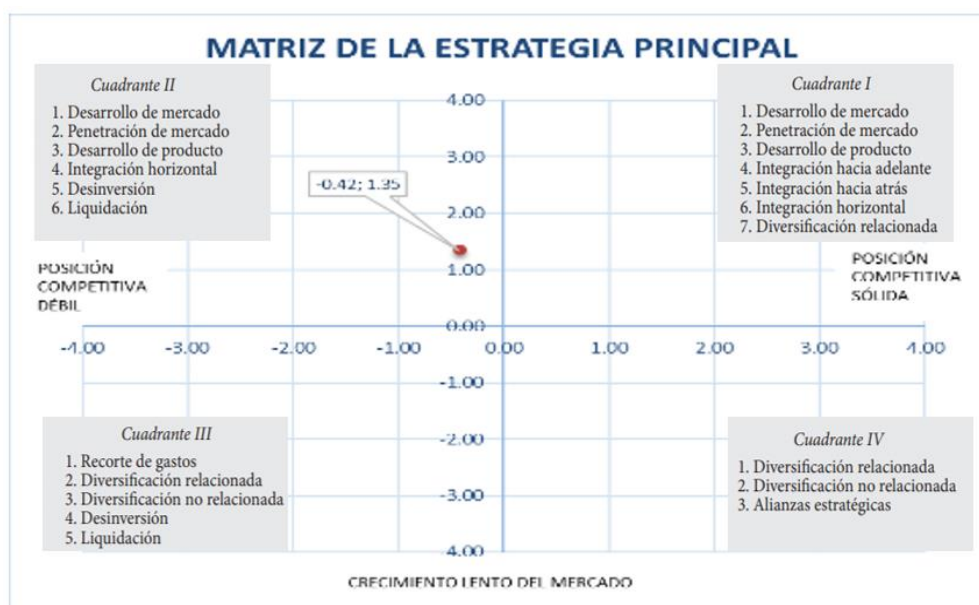 MATRIZ DE LA ESTRATEGIA PRINCIPAL
Cuadrante II
1. Desarrollo de mercado
2. Penetración de mercado
3. Desarrollo de producto
4. Integración horizontal
5. Desinversión
6. Liquidación
Cuadrante I
1. Desarrollo de mercado
2. Penetración de mercado
3. Desarrollo de producto
4. Integración hacia adelante
5. Integración hacia atrás
6. Integración horizontal
7. Diversificación relacionada
4.00
3.00
-0.42; 1.35
2.00
1.00
POSICIÓN
COMPETITIVA
DÉBIL
POSICIÓN
COMPETITIVA
SÓLIDA
0.00
-4.00 -3.00 -2.00 -1.00 0.00 1.00 2.00 3.00 4.00
-1.00
-2.00
-3.00
-4.00
Cuadrante III
1. Recorte de gastos
2. Diversificación relacionada
3. Diversificación no relacionada
4. Desinversión
5. Liquidación
Cuadrante IV
1. Diversificación relacionada
2. Diversificación no relacionada
3. Alianzas estratégicas
CRECIMIENTO LENTO DEL MERCADO